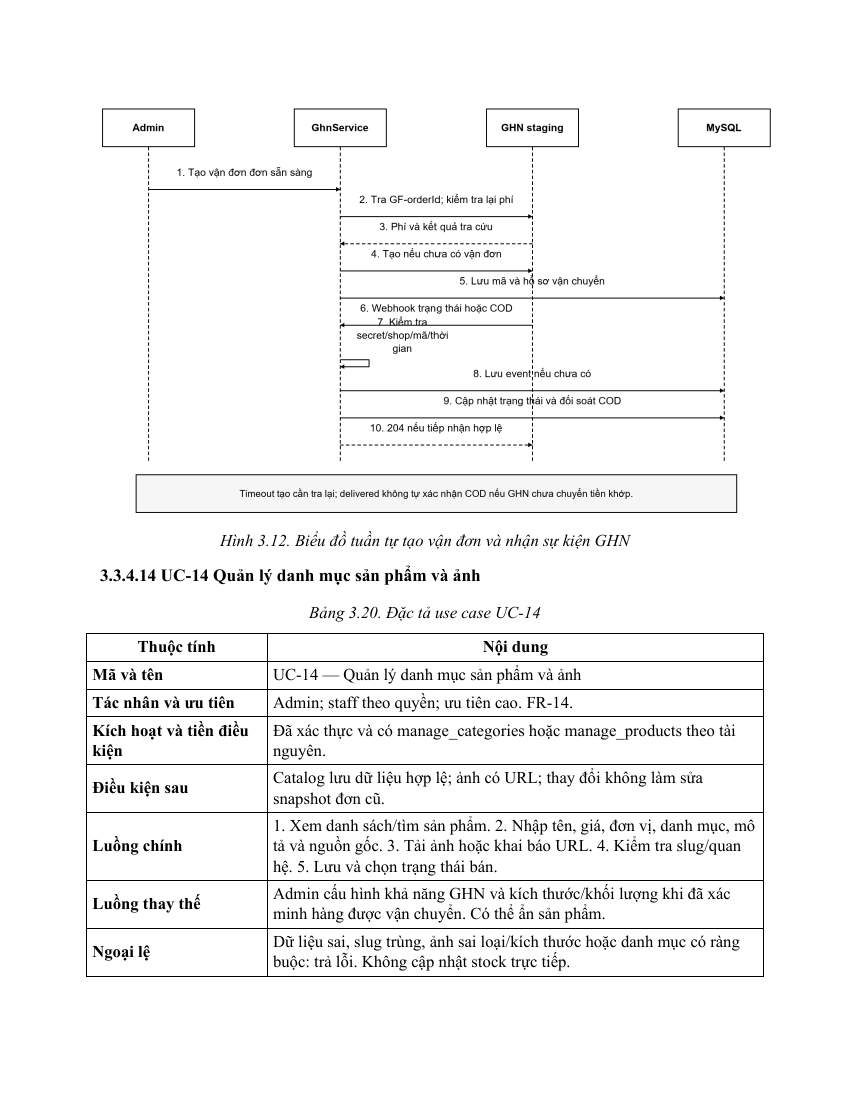 Admin
GhnService
GHN staging
MySQL
1. Tạo vận đơn đơn sẵn sàng
2. Tra GF-orderId; kiểm tra lại phí
3. Phí và kết quả tra cứu
4. Tạo nếu chưa có vận đơn
5. Lưu mã và hồ sơ vận chuyển
6. Webhook trạng thái hoặc COD
7. Kiểm tra
secret/shop/mã/thời
gian
8. Lưu event nếu chưa có
9. Cập nhật trạng thái và đối soát COD
10. 204 nếu tiếp nhận hợp lệ
Timeout tạo cần tra lại; delivered không tự xác nhận COD nếu GHN chưa chuyển tiền khớp.
Hình 3.12. Biểu đồ tuần tự tạo vận đơn và nhận sự kiện GHN
3.3.4.14 UC-14 Quản lý danh mục sản phẩm và ảnh
Bảng 3.20. Đặc tả use case UC-14
Thuộc tính
Nội dung
Mã và tên
UC-14 — Quản lý danh mục sản phẩm và ảnh
Tác nhân và ưu tiên
Admin; staff theo quyền; ưu tiên cao. FR-14.
Kích hoạt và tiền điều
kiện
Đã xác thực và có manage_categories hoặc manage_products theo tài
nguyên.
Điều kiện sau
Catalog lưu dữ liệu hợp lệ; ảnh có URL; thay đổi không làm sửa
snapshot đơn cũ.
Luồng chính
1. Xem danh sách/tìm sản phẩm. 2. Nhập tên, giá, đơn vị, danh mục, mô
tả và nguồn gốc. 3. Tải ảnh hoặc khai báo URL. 4. Kiểm tra slug/quan
hệ. 5. Lưu và chọn trạng thái bán.
Luồng thay thế
Admin cấu hình khả năng GHN và kích thước/khối lượng khi đã xác
minh hàng được vận chuyển. Có thể ẩn sản phẩm.
Ngoại lệ
Dữ liệu sai, slug trùng, ảnh sai loại/kích thước hoặc danh mục có ràng
buộc: trả lỗi. Không cập nhật stock trực tiếp.